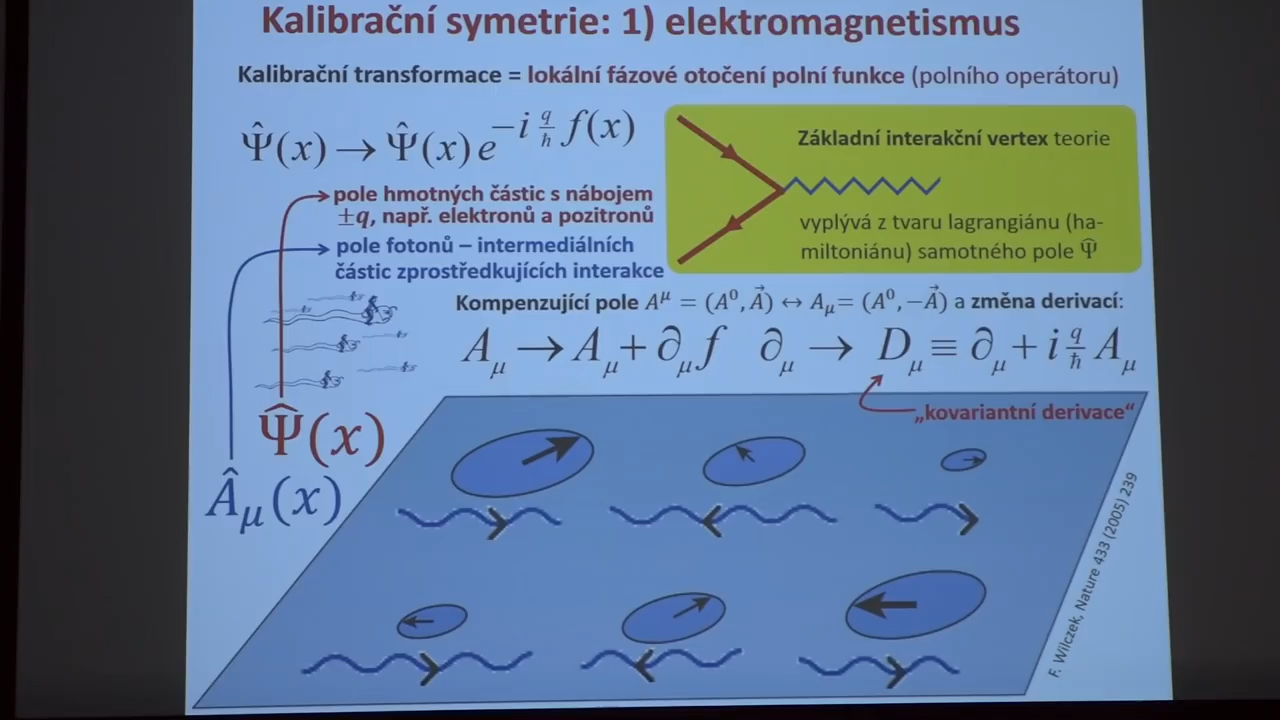 Kalibrační symetrie: 1) elektromagnetismus
Kalibrační transformace = lokální fázové otočení polní funkce (polního operátoru)
Ψ̂(x) → Ψ̂(x) e^{−i q/ħ f(x)}
Základní interakční vertex teorie
vyplývá z tvaru lagrangiánu (ha-
miltoniánu) samotného pole Ψ̂
pole hmotných částic s nábojem
±q, např. elektronů a pozitronů
pole fotonů – intermediálních
částic zprostředkujících interakce
Kompenzující pole A^μ = (A^0, A⃗) ↔ A_μ = (A^0, −A⃗) a změna derivací:
A_μ → A_μ + ∂_μ f ∂_μ → D_μ ≡ ∂_μ + i q/ħ A_μ
„kovariantní derivace“
Ψ̂(x)
Â_μ(x)
F. Wilczek, Nature 433 (2005) 239